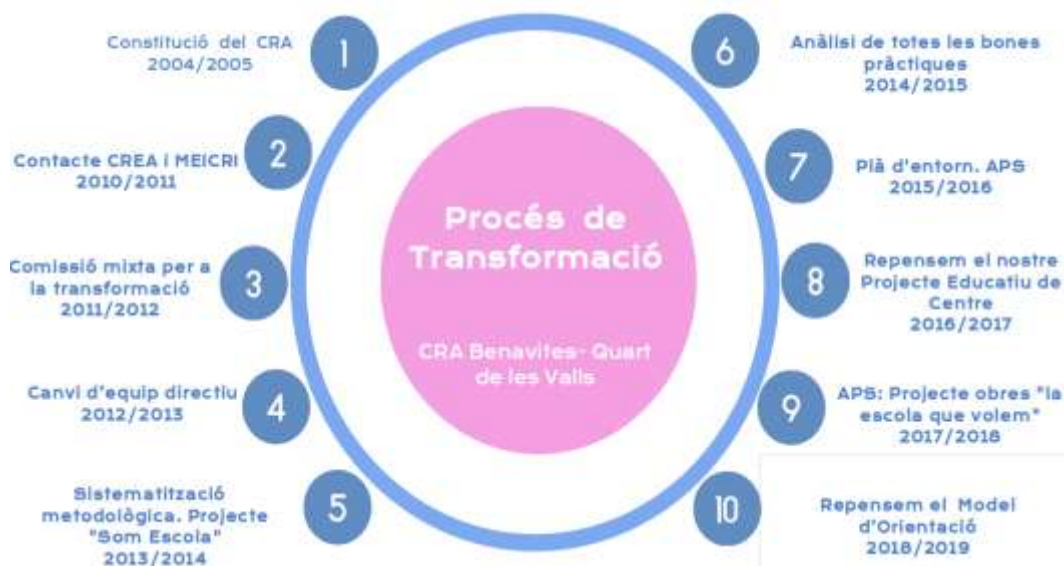 1
Constitució del CRA
2004/2005
2
Contacte CREA i MEICRI
2010/2011
3
Comissió mixta per a
la transformació
2011/2012
4
Canvi d'equip directiu
2012/2013
5
Sistematització
metodològica. Projecte
"Som Escola"
2013/2014
Procés de
Transformació
CRA Benavites- Quart
de les Valls
6
Anàlisi de totes les bones
pràctiques
2014/2015
7
Plà d'entorn. APS
2015/2016
8
Repensem el nostre
Projecte Educatiu de
Centre
2016/2017
9
APS: Projecte obres "la
escola que volem"
2017/2018
10
Repensem el Model
d'Orientació
2018/2019